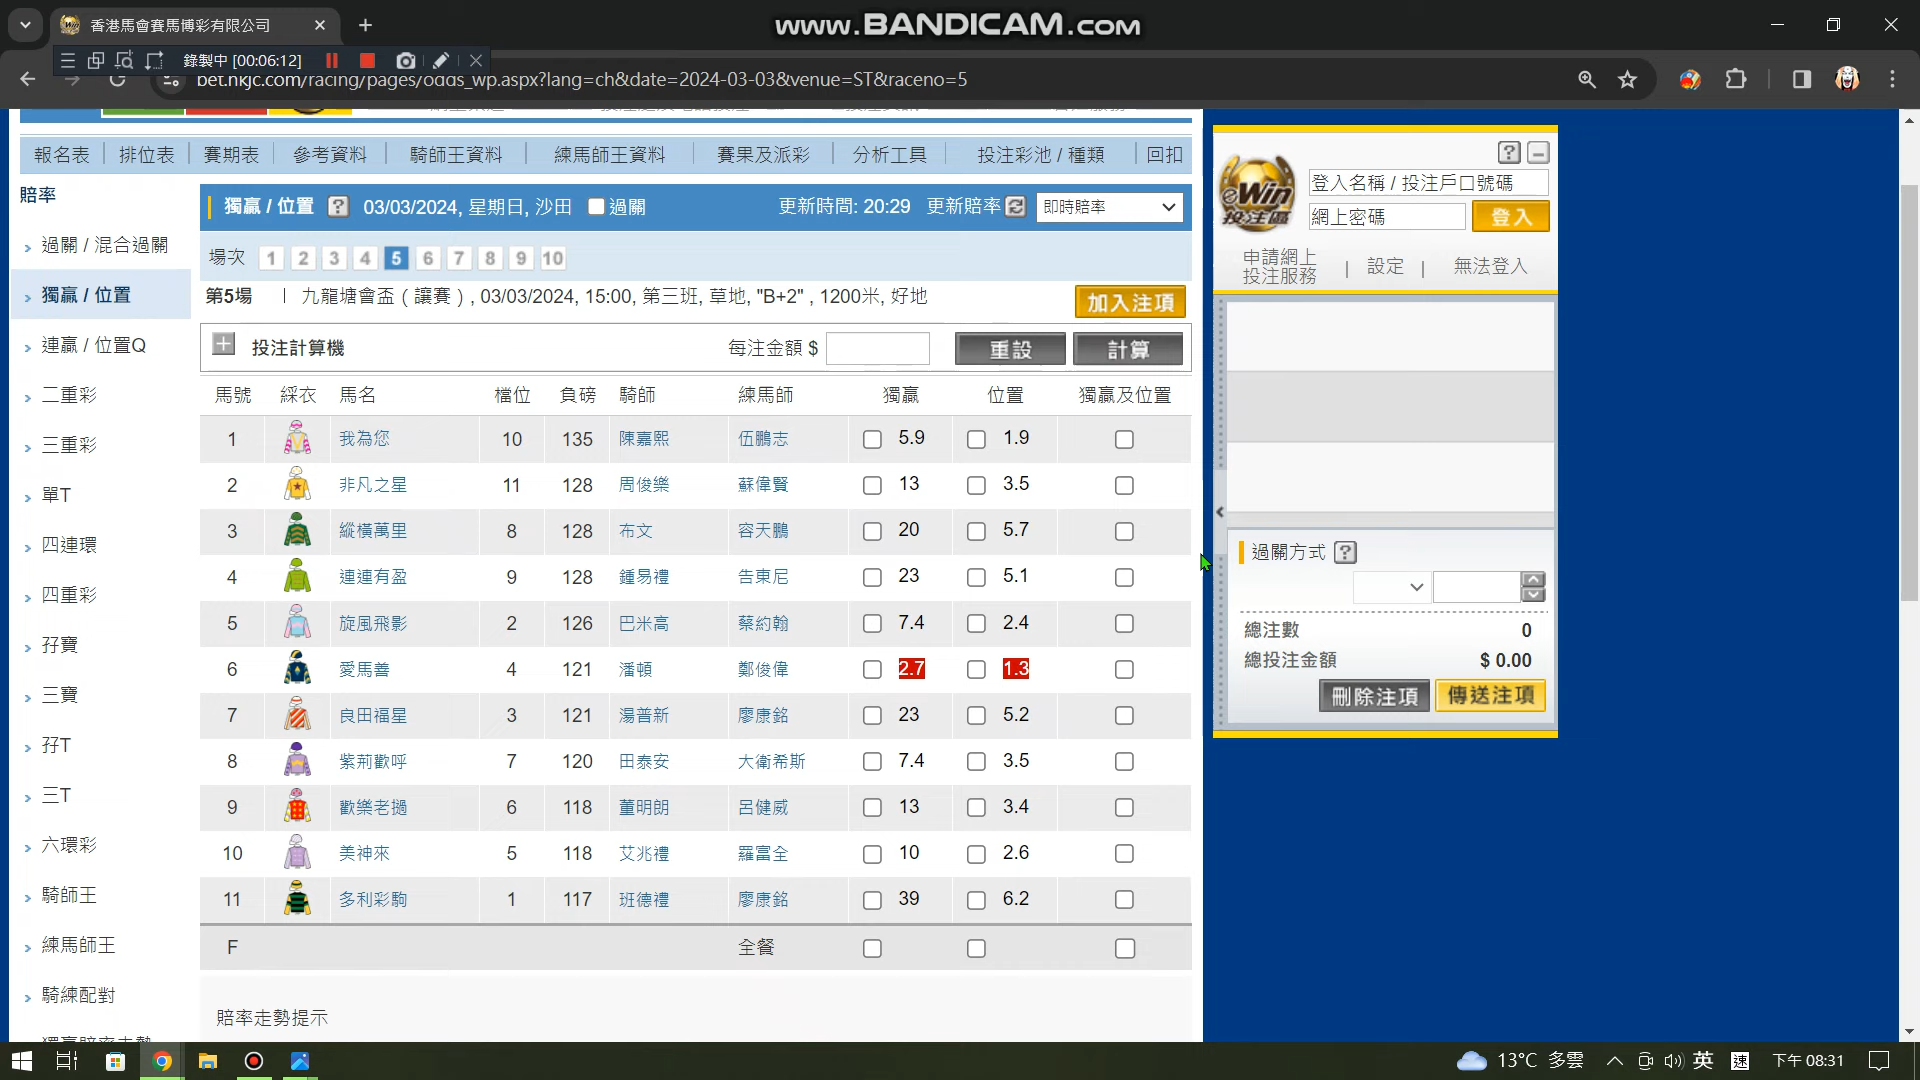 www.BANDICAM.com
香港馬會賽馬博彩有限公司
錄製中 [00:06:12]
bet.hkjc.com/racing/pages/odds_wp.aspx?lang=ch&date=2024-03-03&venue=ST&raceno=5
報名表 排位表 賽期表 參考資料 騎師王資料 練馬師王資料 賽果及派彩 分析工具 投注彩池 / 種類 回扣
賠率
過關 / 混合過關
獨贏 / 位置
連贏 / 位置Q
二重彩
三重彩
單T
四連環
四重彩
孖寶
三寶
孖T
三T
六環彩
騎師王
練馬師王
騎練配對
獨贏 / 位置 ? 03/03/2024, 星期日, 沙田 過關 更新時間: 20:29 更新賠率 即時賠率
場次 1 2 3 4 5 6 7 8 9 10
第5場 | 九龍塘會盃 ( 讓賽 ) , 03/03/2024, 15:00, 第三班, 草地, "B+2" , 1200米, 好地 加入注項
投注計算機 每注金額 $ 重設 計算
馬號 綵衣 馬名 檔位 負磅 騎師 練馬師 獨贏 位置 獨贏及位置
1 我為您 10 135 陳嘉熙 伍鵬志 5.9 1.9
2 非凡之星 11 128 周俊樂 蘇偉賢 13 3.5
3 縱橫萬里 8 128 布文 容天鵬 20 5.7
4 連連有盈 9 128 鍾易禮 告東尼 23 5.1
5 旋風飛影 2 126 巴米高 蔡約翰 7.4 2.4
6 愛馬善 4 121 潘頓 鄭俊偉 2.7 1.3
7 良田福星 3 121 湯普新 廖康銘 23 5.2
8 紫荊歡呼 7 120 田泰安 大衛希斯 7.4 3.5
9 歡樂老撾 6 118 董明朗 呂健威 13 3.4
10 美神來 5 118 艾兆禮 羅富全 10 2.6
11 多利彩駒 1 117 班德禮 廖康銘 39 6.2
F 全餐
賠率走勢提示
eWin
投注區
登入名稱 / 投注戶口號碼
網上密碼 登入
申請網上
投注服務 | 設定 | 無法登入
過關方式 ?
總注數 0
總投注金額 $ 0.00
刪除注項 傳送注項
13°C 多雲 英 速 下午 08:31